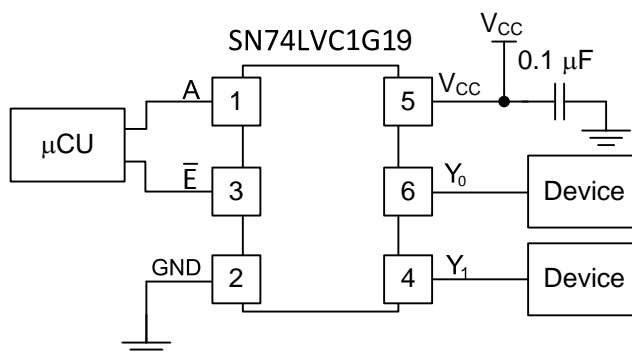 SN74LVC1G19
V_CC
0.1 μF
A
1
5
V_CC
μCU
E̅
3
6
Y_0
Device
GND
2
4
Y_1
Device